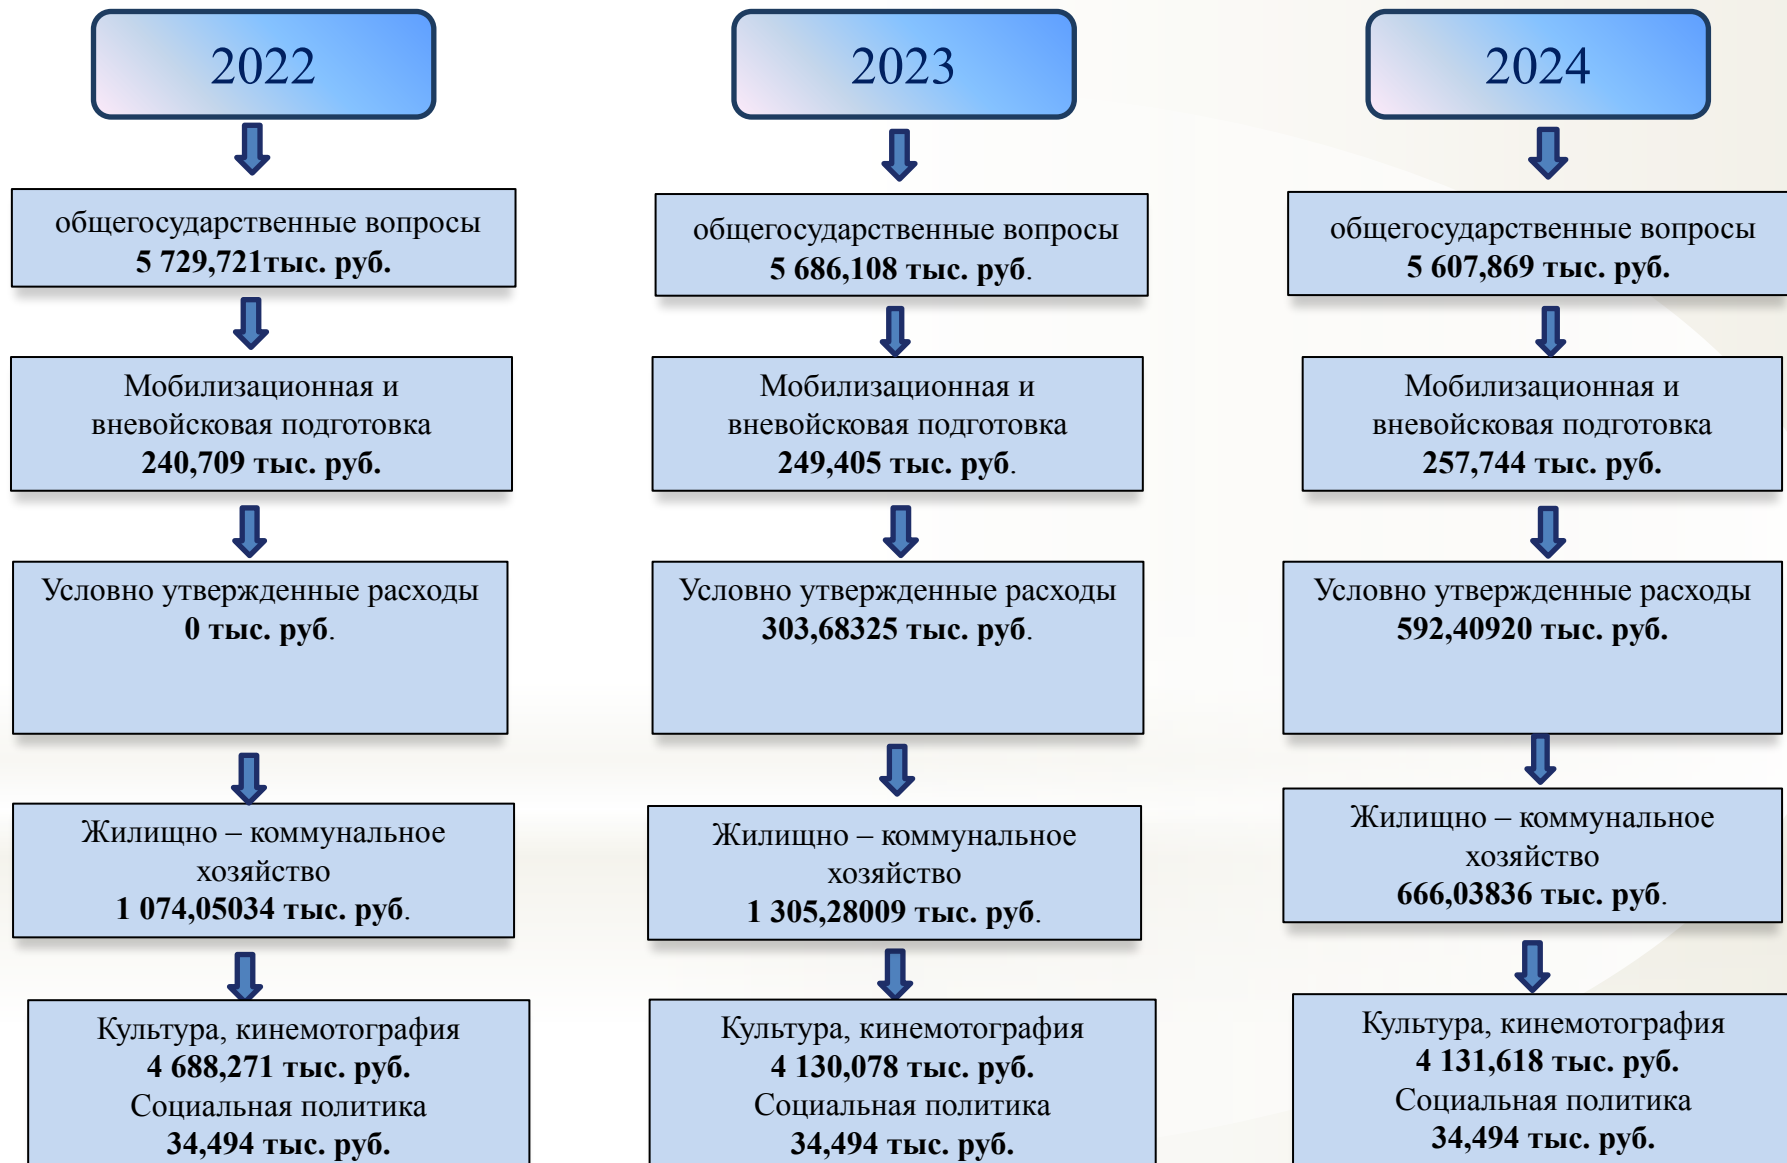 2022
общегосударственные вопросы
5 729,721тыс. руб.
Мобилизационная и
вневойсковая подготовка
240,709 тыс. руб.
Условно утвержденные расходы
0 тыс. руб.
Жилищно – коммунальное
хозяйство
1 074,05034 тыс. руб.
Культура, кинемотография
4 688,271 тыс. руб.
Социальная политика
34,494 тыс. руб.
2023
общегосударственные вопросы
5 686,108 тыс. руб.
Мобилизационная и
вневойсковая подготовка
249,405 тыс. руб.
Условно утвержденные расходы
303,68325 тыс. руб.
Жилищно – коммунальное
хозяйство
1 305,28009 тыс. руб.
Культура, кинемотография
4 130,078 тыс. руб.
Социальная политика
34,494 тыс. руб.
2024
общегосударственные вопросы
5 607,869 тыс. руб.
Мобилизационная и
вневойсковая подготовка
257,744 тыс. руб.
Условно утвержденные расходы
592,40920 тыс. руб.
Жилищно – коммунальное
хозяйство
666,03836 тыс. руб.
Культура, кинемотография
4 131,618 тыс. руб.
Социальная политика
34,494 тыс. руб.